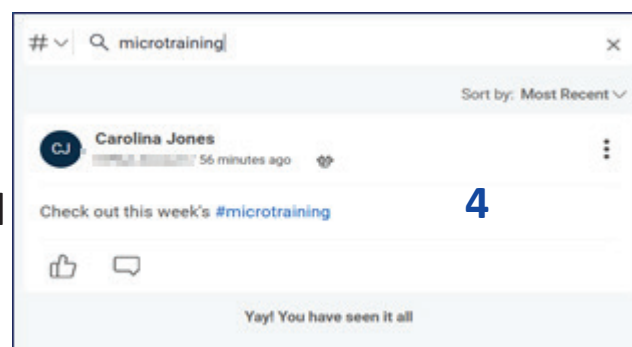 # microtraining
Sort by: Most Recent
CJ Carolina Jones
56 minutes ago
Check out this week's #microtraining
4
Yay! You have seen it all